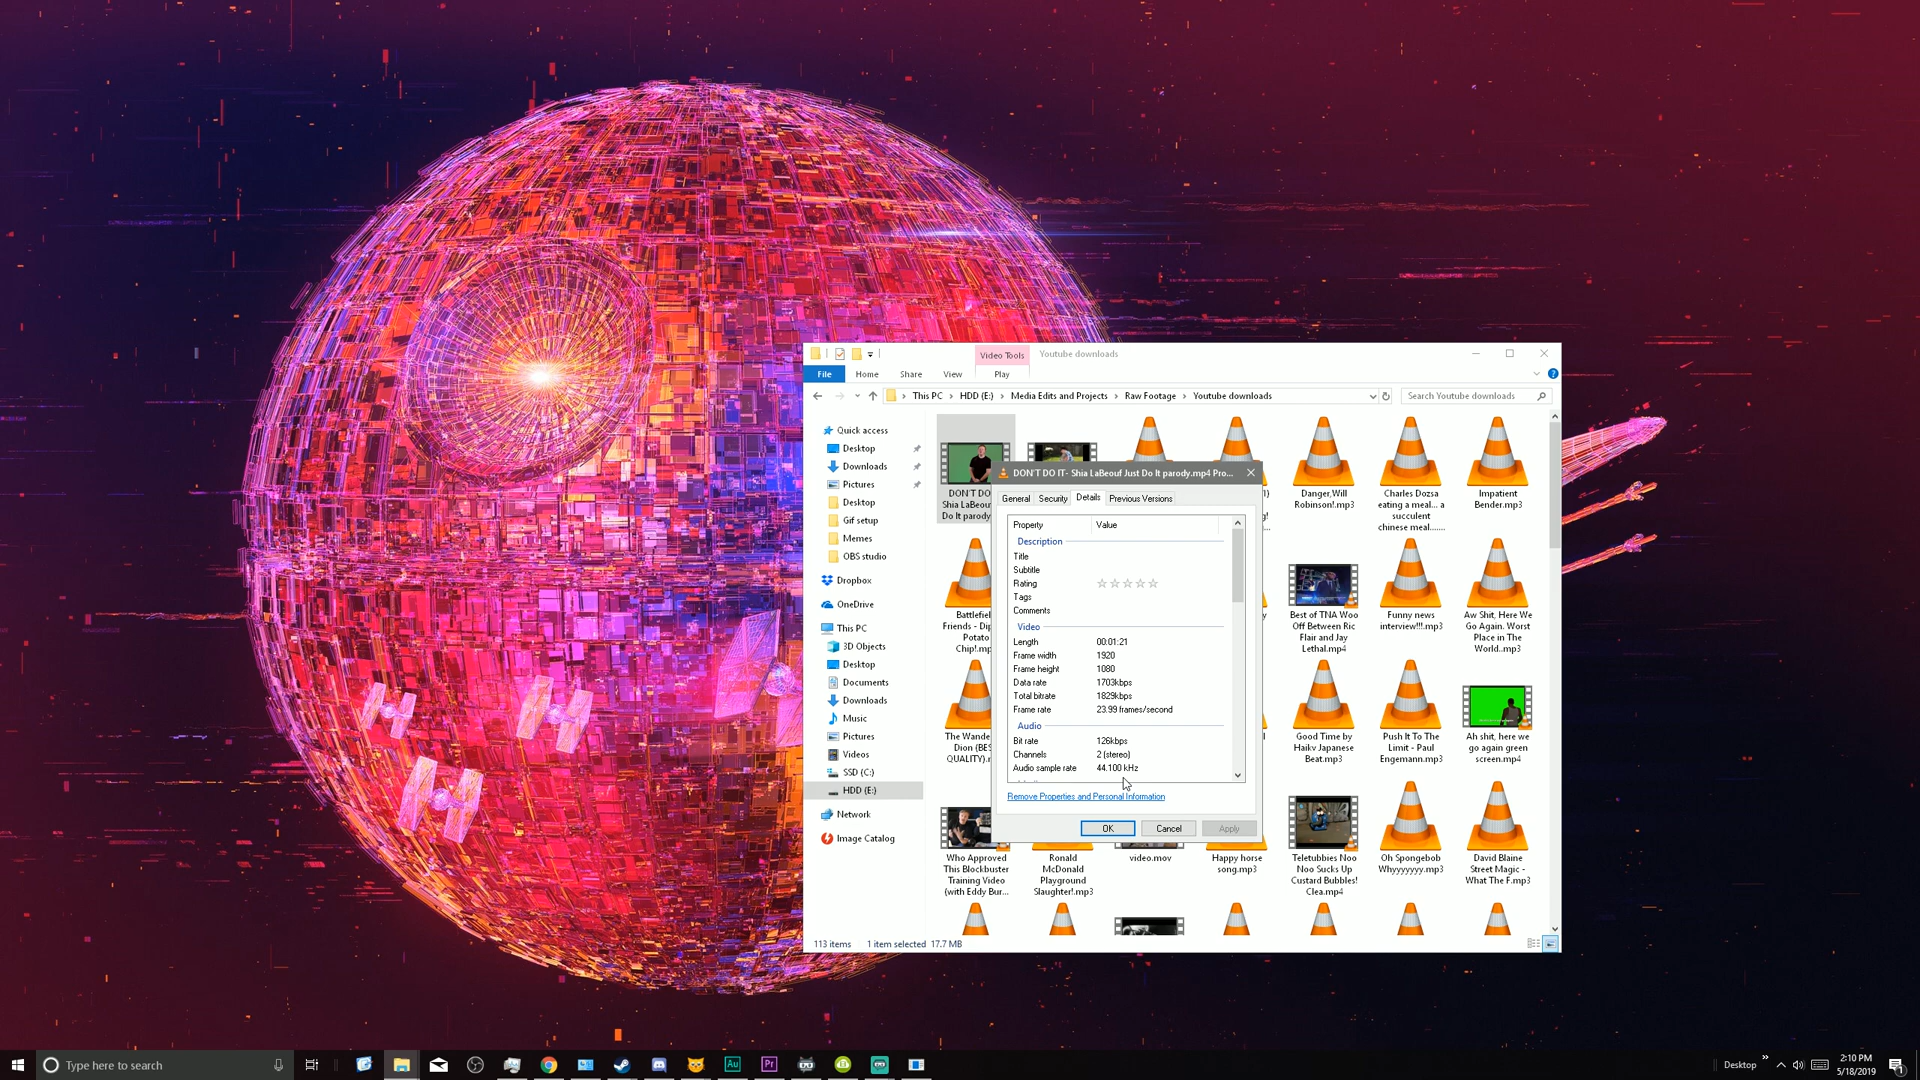 Video Tools
Youtube downloads
File
Home
Share
View
Play
This PC
HDD (E:)
Media Edits and Projects
Raw Footage
Youtube downloads
Search Youtube downloads
Quick access
Desktop
Downloads
Pictures
Desktop
Gif setup
Memes
OBS studio
Dropbox
OneDrive
This PC
3D Objects
Desktop
Documents
Downloads
Music
Pictures
Videos
SSD (C:)
HDD (E:)
Network
Image Catalog
DON'T DO
Shia LaBeouf
Do It parody
Danger,Will
Robinson!.mp3
Charles Dozsa
eating a meal... a
succulent
chinese meal.......
Impatient
Bender.mp3
DON'T DO IT- Shia LaBeouf Just Do It parody.mp4 Pro...
General
Security
Details
Previous Versions
Property
Value
Description
Title
Subtitle
Rating
Tags
Comments
Video
Length
00:01:21
Frame width
1920
Frame height
1080
Data rate
1703kbps
Total bitrate
1829kbps
Frame rate
23.99 frames/second
Audio
Bit rate
126kbps
Channels
2 (stereo)
Audio sample rate
44.100 kHz
Remove Properties and Personal Information
OK
Cancel
Apply
Battlefiel
Friends - Dip
Potato
Chip!.mp
Best of TNA Woo
Off Between Ric
Flair and Jay
Lethal.mp4
Funny news
interview!!!.mp3
Aw Shit, Here We
Go Again. Worst
Place in The
World..mp3
The Wande
Dion (BES
QUALITY).m
Good Time by
Haikv Japanese
Beat.mp3
Push It To The
Limit - Paul
Engemann.mp3
Ah shit, here we
go again green
screen.mp4
Who Approved
This Blockbuster
Training Video
(with Eddy Bur...
Ronald
McDonald
Playground
Slaughter!.mp3
video.mov
Happy horse
song.mp3
Teletubbies Noo
Noo Sucks Up
Custard Bubbles!
Clea.mp4
Oh Spongebob
Whyyyyyyy.mp3
David Blaine
Street Magic -
What The F.mp3
113 items
1 item selected 17.7 MB
Type here to search
Au
Pr
Desktop
2:10 PM
5/18/2019